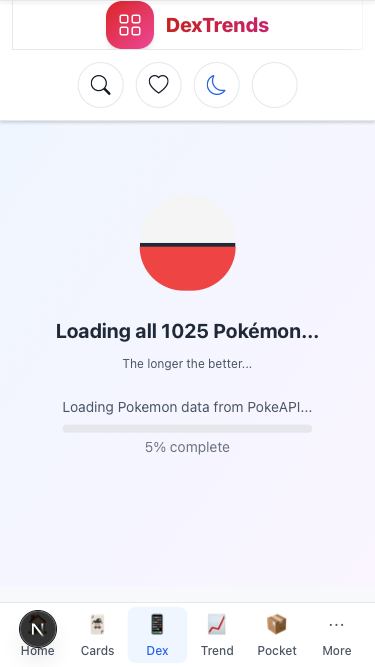 DexTrends
Loading all 1025 Pokémon...
The longer the better...
Loading Pokemon data from PokeAPI...
5% complete
N
Home Cards Dex Trend Pocket More